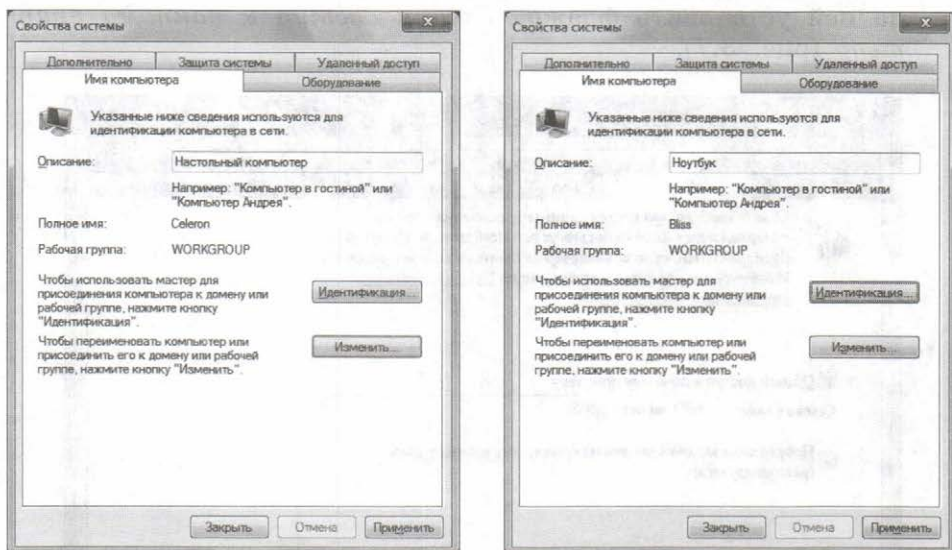 Свойства системы
Дополнительно Защита системы Удаленный доступ
Имя компьютера Оборудование
Указанные ниже сведения используются для
идентификации компьютера в сети.
Описание: Настольный компьютер
Например: "Компьютер в гостиной" или
"Компьютер Андрея".
Полное имя: Celeron
Рабочая группа: WORKGROUP
Чтобы использовать мастер для
присоединения компьютера к домену или
рабочей группе, нажмите кнопку
"Идентификация".
Идентификация...
Чтобы переименовать компьютер или
присоединить его к домену или рабочей
группе, нажмите кнопку "Изменить".
Изменить...
Закрыть Отмена Применить
Свойства системы
Дополнительно Защита системы Удаленный доступ
Имя компьютера Оборудование
Указанные ниже сведения используются для
идентификации компьютера в сети.
Описание: Ноутбук
Например: "Компьютер в гостиной" или
"Компьютер Андрея".
Полное имя: Bliss
Рабочая группа: WORKGROUP
Чтобы использовать мастер для
присоединения компьютера к домену или
рабочей группе, нажмите кнопку
"Идентификация".
Идентификация...
Чтобы переименовать компьютер или
присоединить его к домену или рабочей
группе, нажмите кнопку "Изменить".
Изменить...
Закрыть Отмена Применить